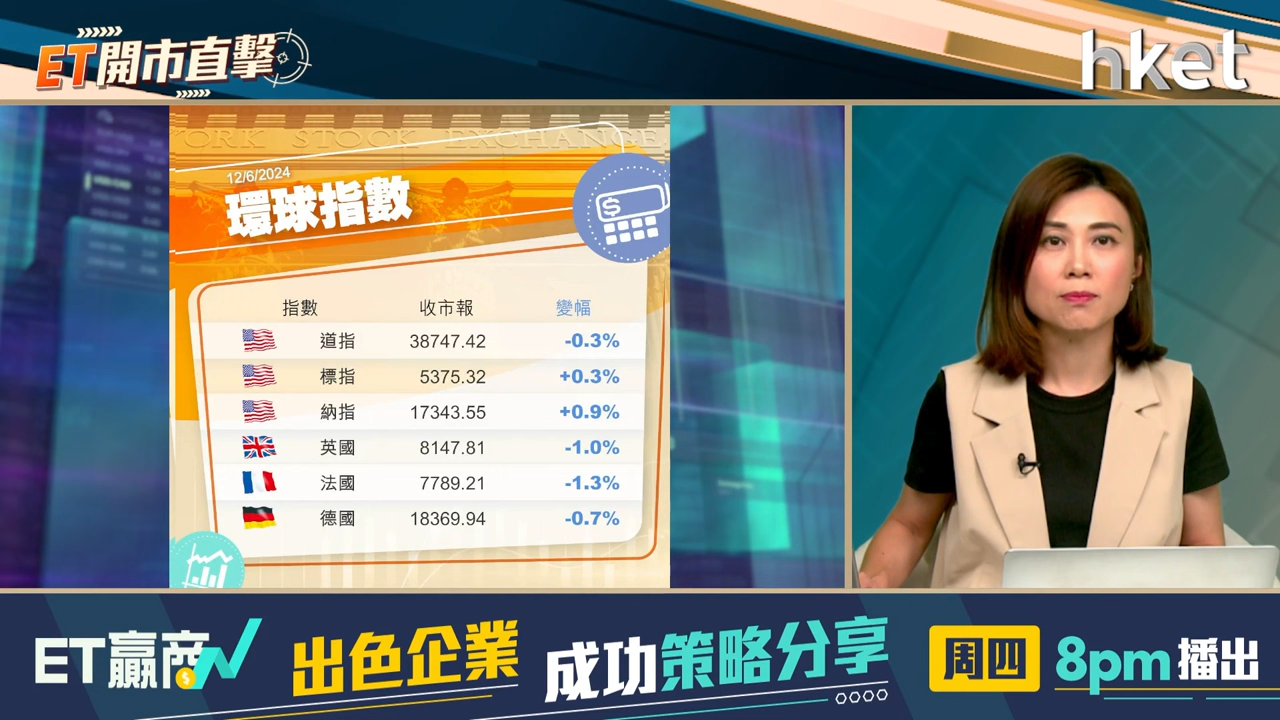 ET開市直擊
hket
YORK STOCK EXCHANGE
12/6/2024
環球指數
$
指數 收市報 變幅
道指 38747.42 -0.3%
標指 5375.32 +0.3%
納指 17343.55 +0.9%
英國 8147.81 -1.0%
法國 7789.21 -1.3%
德國 18369.94 -0.7%
ET贏商 出色企業 成功策略分享 周四 8pm播出
$